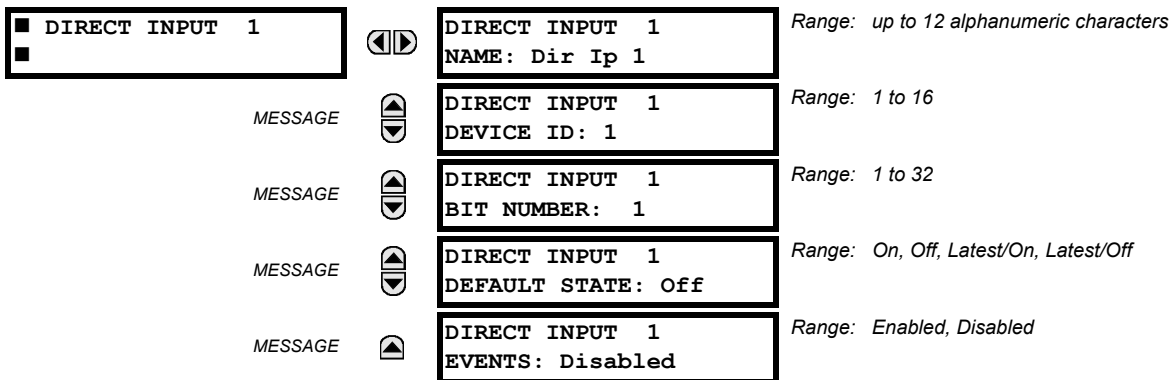 DIRECT INPUT 1
DIRECT INPUT 1
NAME: Dir Ip 1
Range: up to 12 alphanumeric characters
MESSAGE
DIRECT INPUT 1
DEVICE ID: 1
Range: 1 to 16
MESSAGE
DIRECT INPUT 1
BIT NUMBER: 1
Range: 1 to 32
MESSAGE
DIRECT INPUT 1
DEFAULT STATE: Off
Range: On, Off, Latest/On, Latest/Off
MESSAGE
DIRECT INPUT 1
EVENTS: Disabled
Range: Enabled, Disabled